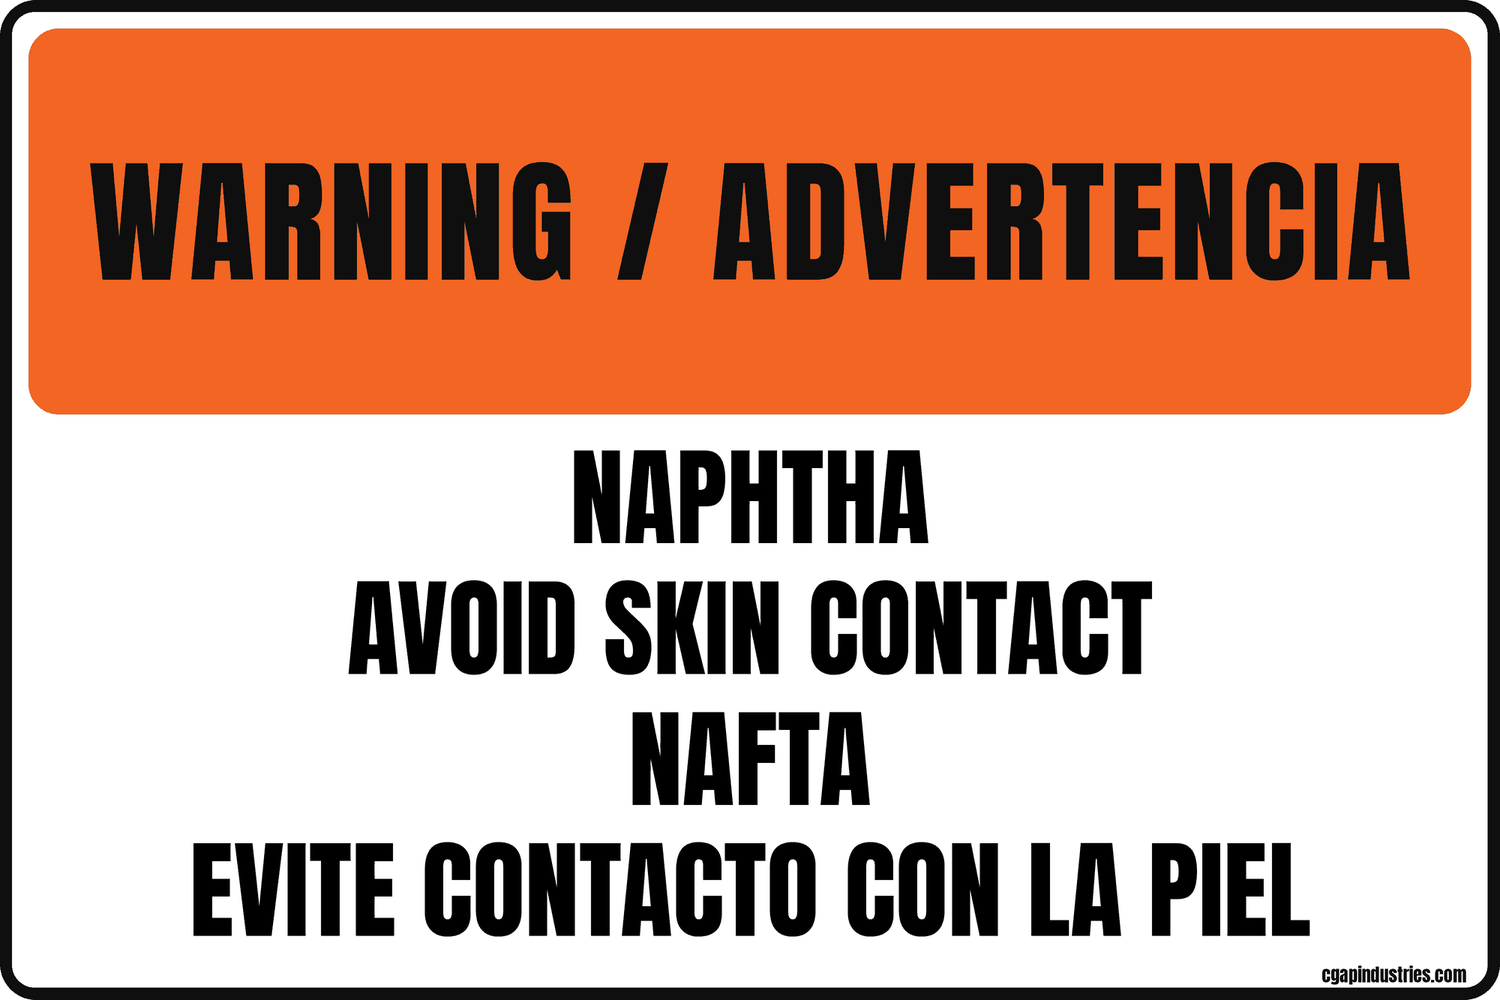 WARNING / ADVERTENCIA
NAPHTHA
AVOID SKIN CONTACT
NAFTA
EVITE CONTACTO CON LA PIEL
cgapindustries.com